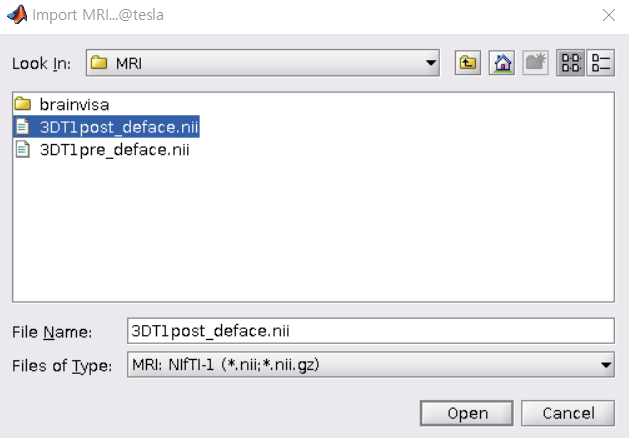 Import MRI...@tesla
Look In: MRI
brainvisa
3DT1post_deface.nii
3DT1pre_deface.nii
File Name: 3DT1post_deface.nii
Files of Type: MRI: NIfTI-1 (*.nii;*.nii.gz)
Open Cancel